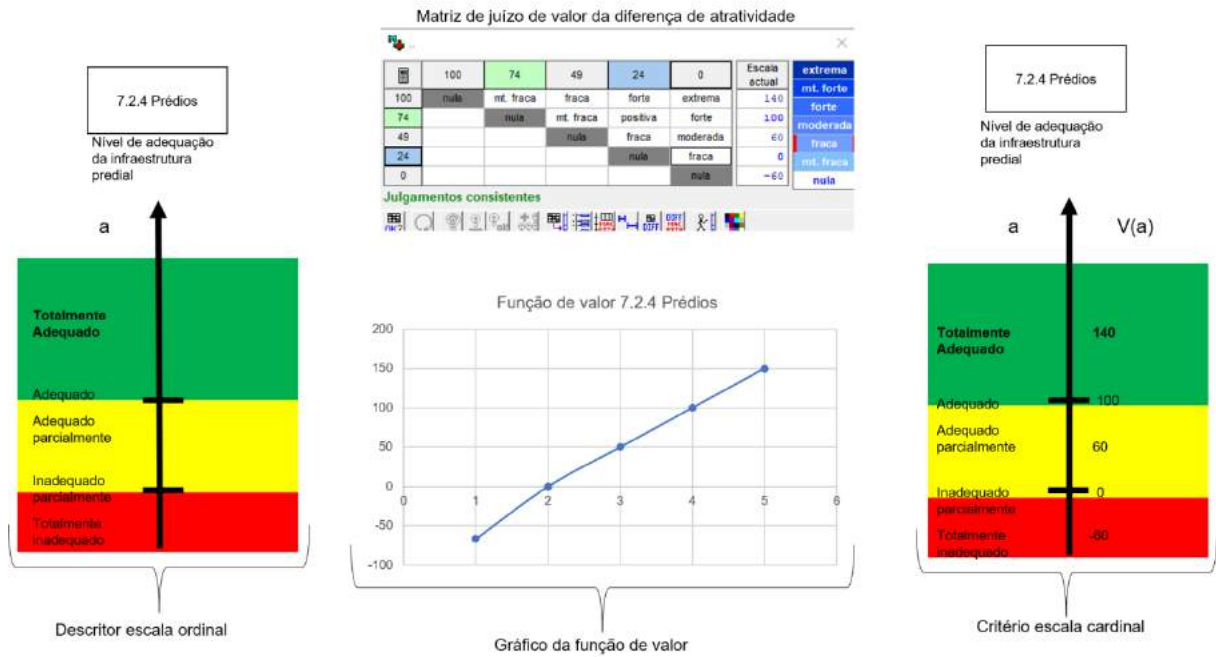 Matriz de juízo de valor da diferença de atratividade
7.2.4 Prédios
Nível de adequação
da infraestrutura
predial
a
Totalmente
Adequado
Adequado
Adequado
parcialmente
Inadequado
parcialmente
Totalmente
inadequado
Descritor escala ordinal
100 74 49 24 0 Escala actual
100 nula mt. fraca fraca forte extrema 140
74 nula mt. fraca positiva forte 100
49 nula fraca moderada 60
24 nula fraca 0
0 nula -60
extrema
mt. forte
forte
moderada
fraca
mt. fraca
nula
Julgamentos consistentes
OK?
DIFF
DIFF
Função de valor 7.2.4 Prédios
200
150
100
50
0
-50
-100
0 1 2 3 4 5 6
Gráfico da função de valor
7.2.4 Prédios
Nível de adequação
da infraestrutura
predial
a V(a)
Totalmente
Adequado 140
Adequado 100
Adequado
parcialmente 60
Inadequado 0
parcialmente
Totalmente -60
inadequado
Critério escala cardinal